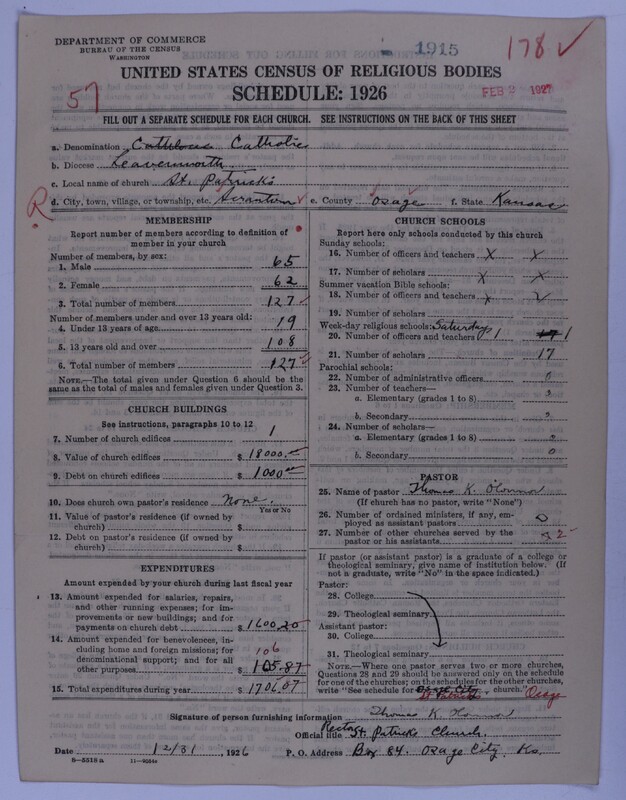 DEPARTMENT OF COMMERCE
BUREAU OF THE CENSUS
WASHINGTON
1915
178 ✓
UNITED STATES CENSUS OF RELIGIOUS BODIES
57
SCHEDULE: 1926
FEB 2 1927
FILL OUT A SEPARATE SCHEDULE FOR EACH CHURCH. SEE INSTRUCTIONS ON THE BACK OF THIS SHEET
a. Denomination Catholic
b. Diocese Leavenworth
c. Local name of church St. Patrick's
R
d. City, town, village, or township, etc. Scranton e. County Osage f. State Kansas
MEMBERSHIP
Report number of members according to definition of
member in your church
Number of members, by sex:
1. Male 65
2. Female 62
3. Total number of members 127
Number of members under and over 13 years old:
4. Under 13 years of age 19
5. 13 years old and over 108
6. Total number of members 127
NOTE.—The total given under Question 6 should be
same as the total of males and females given under Question 3.
CHURCH BUILDINGS
See instructions, paragraphs 10 to 12
7. Number of church edifices 1
8. Value of church edifices $ 18000.
9. Debt on church edifices $ 1000
10. Does church own pastor's residence None.
Yes or No
11. Value of pastor's residence (if owned by
church) $
12. Debt on pastor's residence (if owned by
church) $
EXPENDITURES
Amount expended by your church during last fiscal year
13. Amount expended for salaries, repairs,
and other running expenses; for im-
provements or new buildings; and for
payments on church debt $ 1600.20
14. Amount expended for benevolences, in-
cluding home and foreign missions; for
denominational support; and for all
other purposes $ 105.87
106
15. Total expenditures during year $ 1706.07
CHURCH SCHOOLS
Report here only schools conducted by this church
Sunday schools:
16. Number of officers and teachers x x
17. Number of scholars x x
Summer vacation Bible schools:
18. Number of officers and teachers x
19. Number of scholars
Week-day religious schools: Saturday
20. Number of officers and teachers 1 1
21. Number of scholars 17
Parochial schools:
22. Number of administrative officers 0
23. Number of teachers—
a. Elementary (grades 1 to 8)
b. Secondary
24. Number of scholars—
a. Elementary (grades 1 to 8)
b. Secondary 0
PASTOR
25. Name of pastor Thomas K. O'Connor
(If church has no pastor, write "None")
26. Number of ordained ministers, if any, em-
ployed as assistant pastors 0
27. Number of other churches served by the
pastor or his assistants 2
If pastor (or assistant pastor) is a graduate of a college or
theological seminary, give name of institution below. (If
not a graduate, write "No" in the space indicated.)
Pastor:
28. College
29. Theological seminary
Assistant pastor:
30. College
31. Theological seminary
NOTE.—Where one pastor serves two or more churches,
Questions 28 and 29 should be answered only on the schedule
for one of the churches; on the schedules for the other churches,
write "See schedule for Osage City church." Osage
St Patricks
Signature of person furnishing information Thomas K.
Official title Rector St Patricks Church.
Date 12/31, 1926 P. O. Address Box 84. Osage City Ks.
8—5518 a 11—9254a